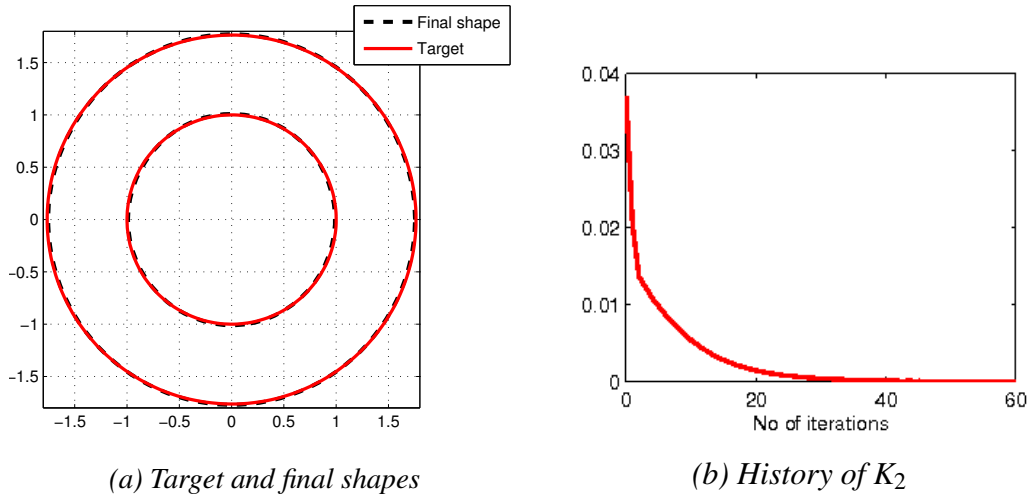 Final shape
Target
1.5
1
0.5
0
−0.5
−1
−1.5
−1.5 −1 −0.5 0 0.5 1 1.5
(a) Target and final shapes
0.04
0.03
0.02
0.01
0
0 20 40 60
No of iterations
(b) History of K2